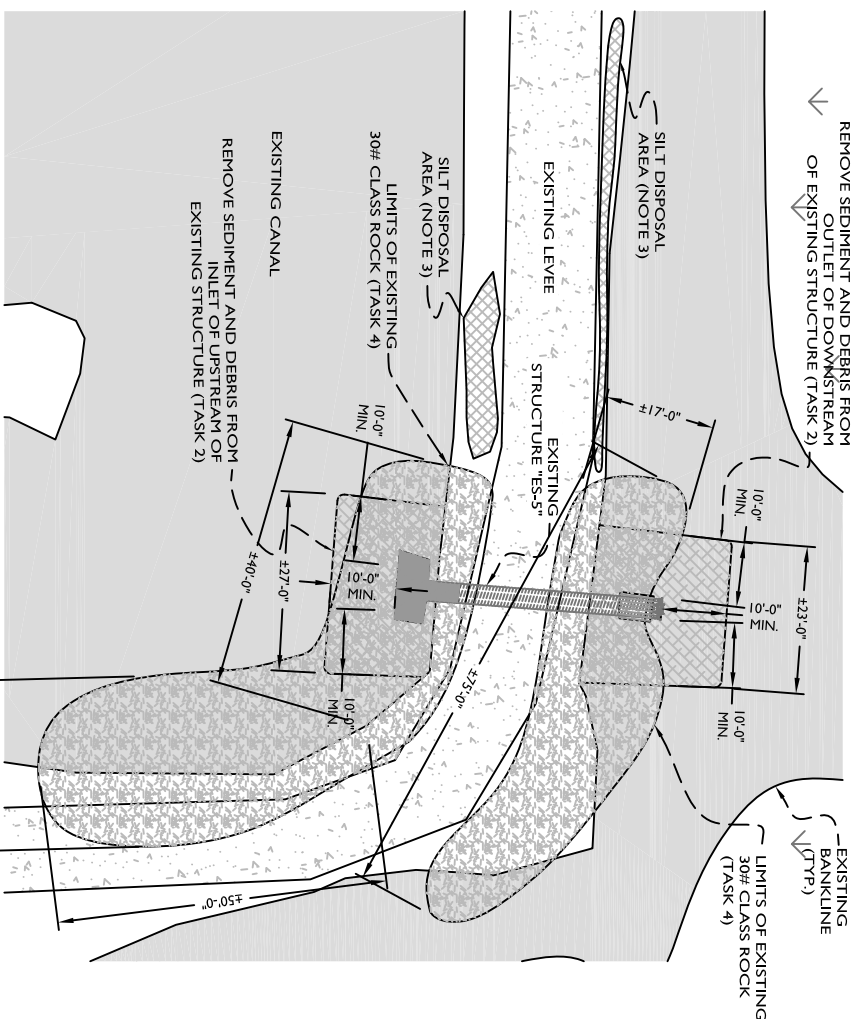 REMOVE SEDIMENT AND DEBRIS FROM
OUTLET OF DOWNSTREAM
OF EXISTING STRUCTURE (TASK 2)
SILT DISPOSAL
AREA (NOTE 3)
EXISTING LEVEE
SILT DISPOSAL
AREA (NOTE 3)
LIMITS OF EXISTING
30# CLASS ROCK (TASK 4)
EXISTING CANAL
REMOVE SEDIMENT AND DEBRIS FROM
INLET OF UPSTREAM OF
EXISTING STRUCTURE (TASK 2)
EXISTING
STRUCTURE "ES-5"
±17'-0"
10'-0"
MIN.
10'-0"
MIN.
±23'-0"
10'-0"
MIN.
10'-0"
MIN.
10'-0"
MIN.
±27'-0"
±40'-0"
10'-0"
MIN.
±75'-0"
±50'-0"
EXISTING
BANKLINE
(TYP.)
LIMITS OF EXISTING
30# CLASS ROCK
(TASK 4)